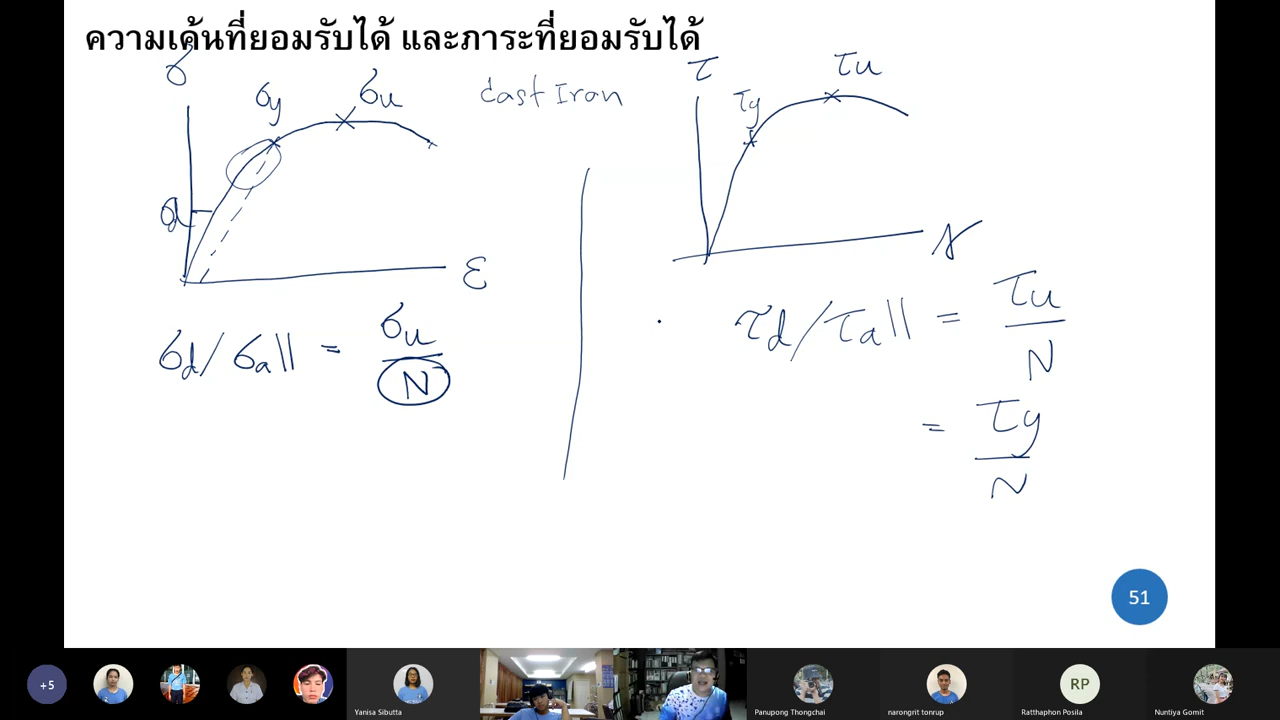 ความเค้นที่ยอมรับได้ และภาระที่ยอมรับได้
σ
σy
σu
Cast Iron
τ
τy
τu
σd
ε
γ
σd/σall = σu/N
τd/τall = τu/N
= τy/N
51
+5
Yanisa Sibutta
Panupong Thongchai
narongrit tonrup
RP
Ratthaphon Posila
Nuntiya Gomit